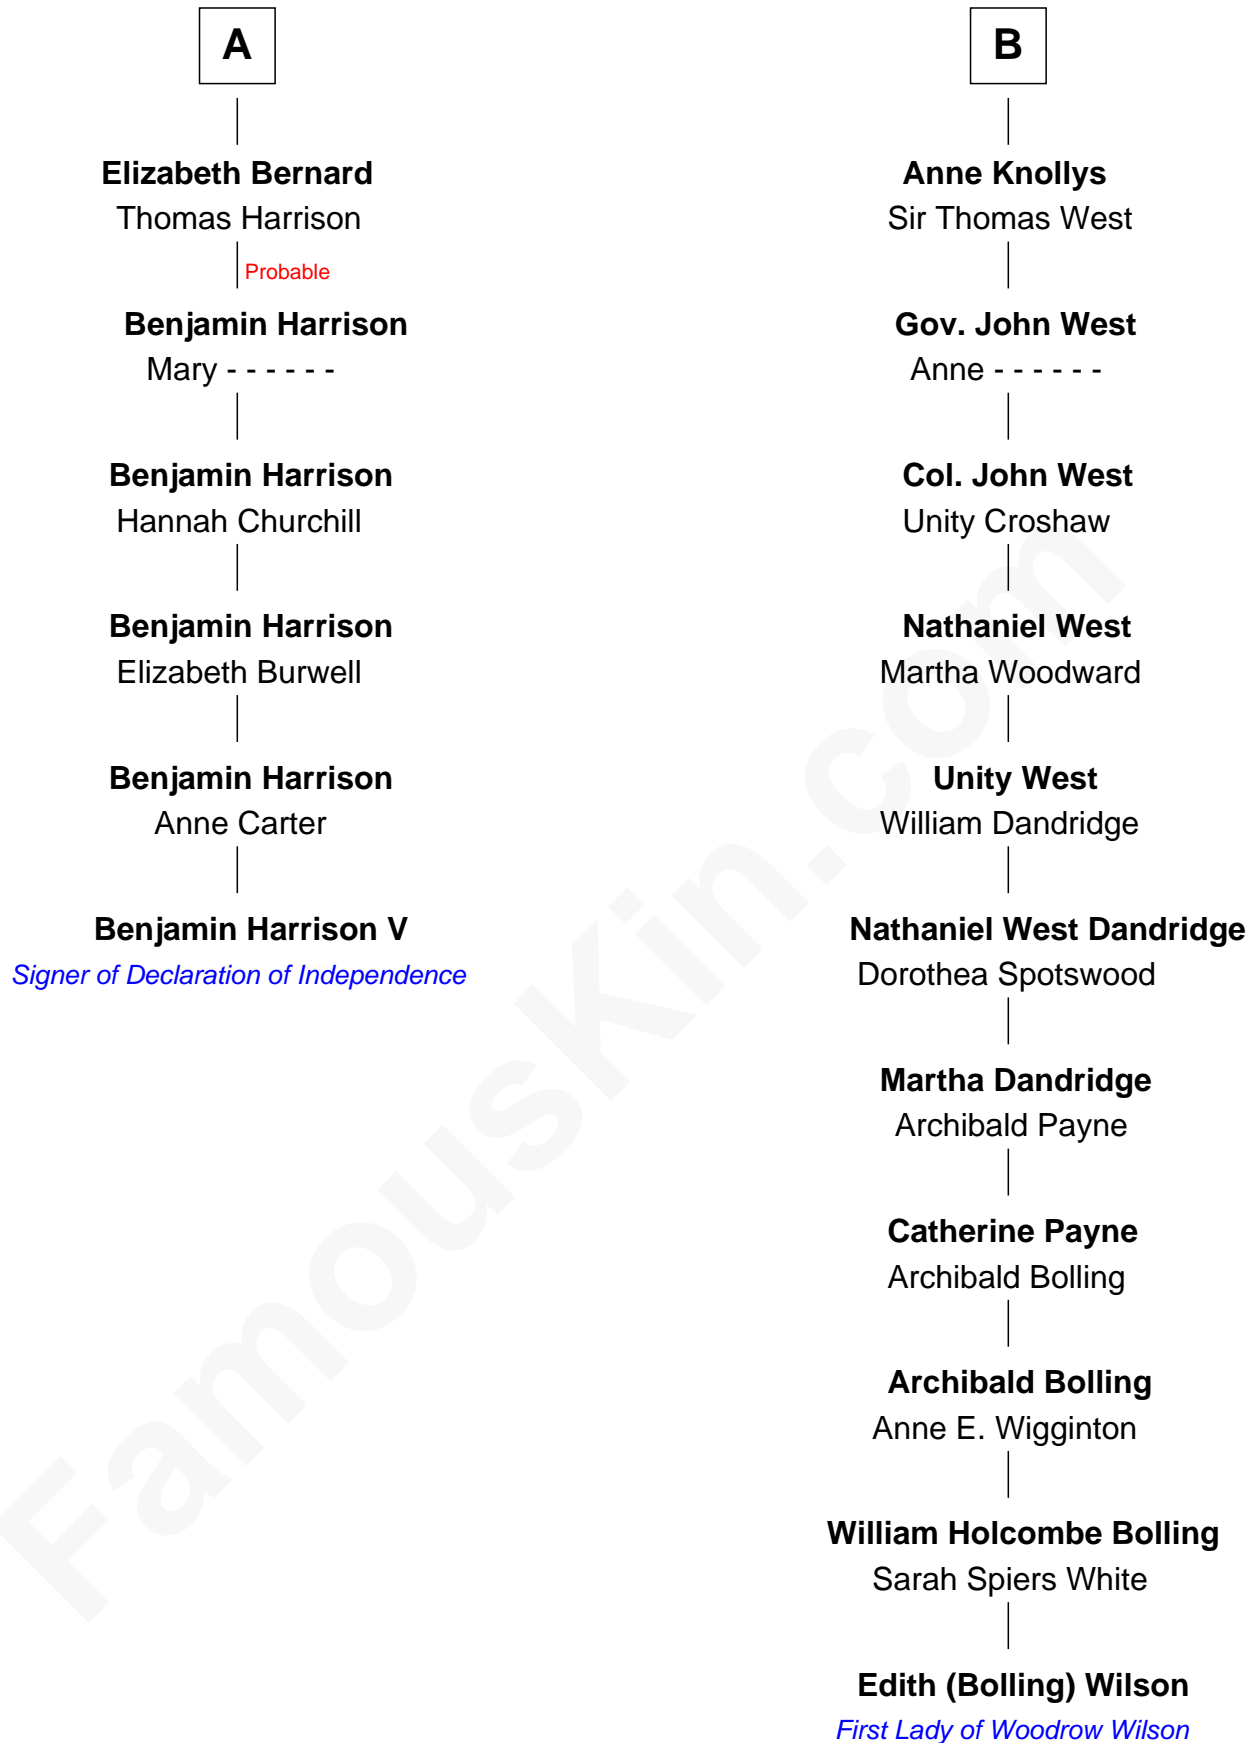 A
Elizabeth Bernard
Thomas Harrison
Probable
Benjamin Harrison
Mary - - - - - -
Benjamin Harrison
Hannah Churchill
Benjamin Harrison
Elizabeth Burwell
Benjamin Harrison
Anne Carter
Benjamin Harrison V
Signer of Declaration of Independence
B
Anne Knollys
Sir Thomas West
Gov. John West
Anne - - - - - -
Col. John West
Unity Croshaw
Nathaniel West
Martha Woodward
Unity West
William Dandridge
Nathaniel West Dandridge
Dorothea Spotswood
Martha Dandridge
Archibald Payne
Catherine Payne
Archibald Bolling
Archibald Bolling
Anne E. Wigginton
William Holcombe Bolling
Sarah Spiers White
Edith (Bolling) Wilson
First Lady of Woodrow Wilson
FamousKin.com